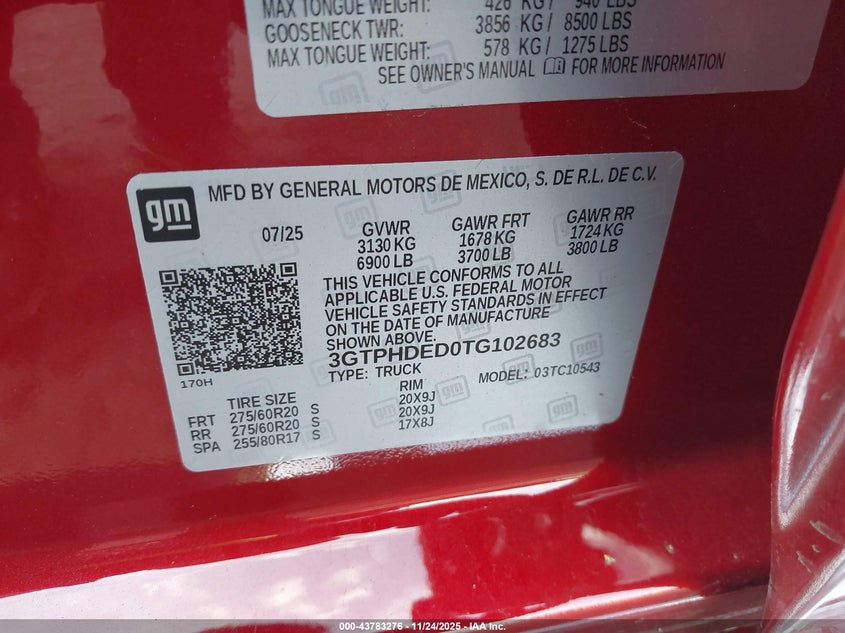 MAX TONGUE WEIGHT: 426 KG / 940 LBS
GOOSENECK TWR: 3856 KG / 8500 LBS
MAX TONGUE WEIGHT: 578 KG / 1275 LBS
SEE OWNER'S MANUAL FOR MORE INFORMATION
gm
MFD BY GENERAL MOTORS DE MEXICO, S. DE R.L. DE C.V.
07/25 GVWR GAWR FRT GAWR RR
3130 KG 1678 KG 1724 KG
6900 LB 3700 LB 3800 LB
THIS VEHICLE CONFORMS TO ALL
APPLICABLE U.S. FEDERAL MOTOR
VEHICLE SAFETY STANDARDS IN EFFECT
ON THE DATE OF MANUFACTURE
SHOWN ABOVE.
3GTPHDED0TG102683
170H
TYPE: TRUCK MODEL: 03TC10543
TIRE SIZE RIM
FRT 275/60R20 S 20X9J
RR 275/60R20 S 20X9J
SPA 255/80R17 S 17X8J
000-43783276 - 11/24/2025 - IAA Inc.